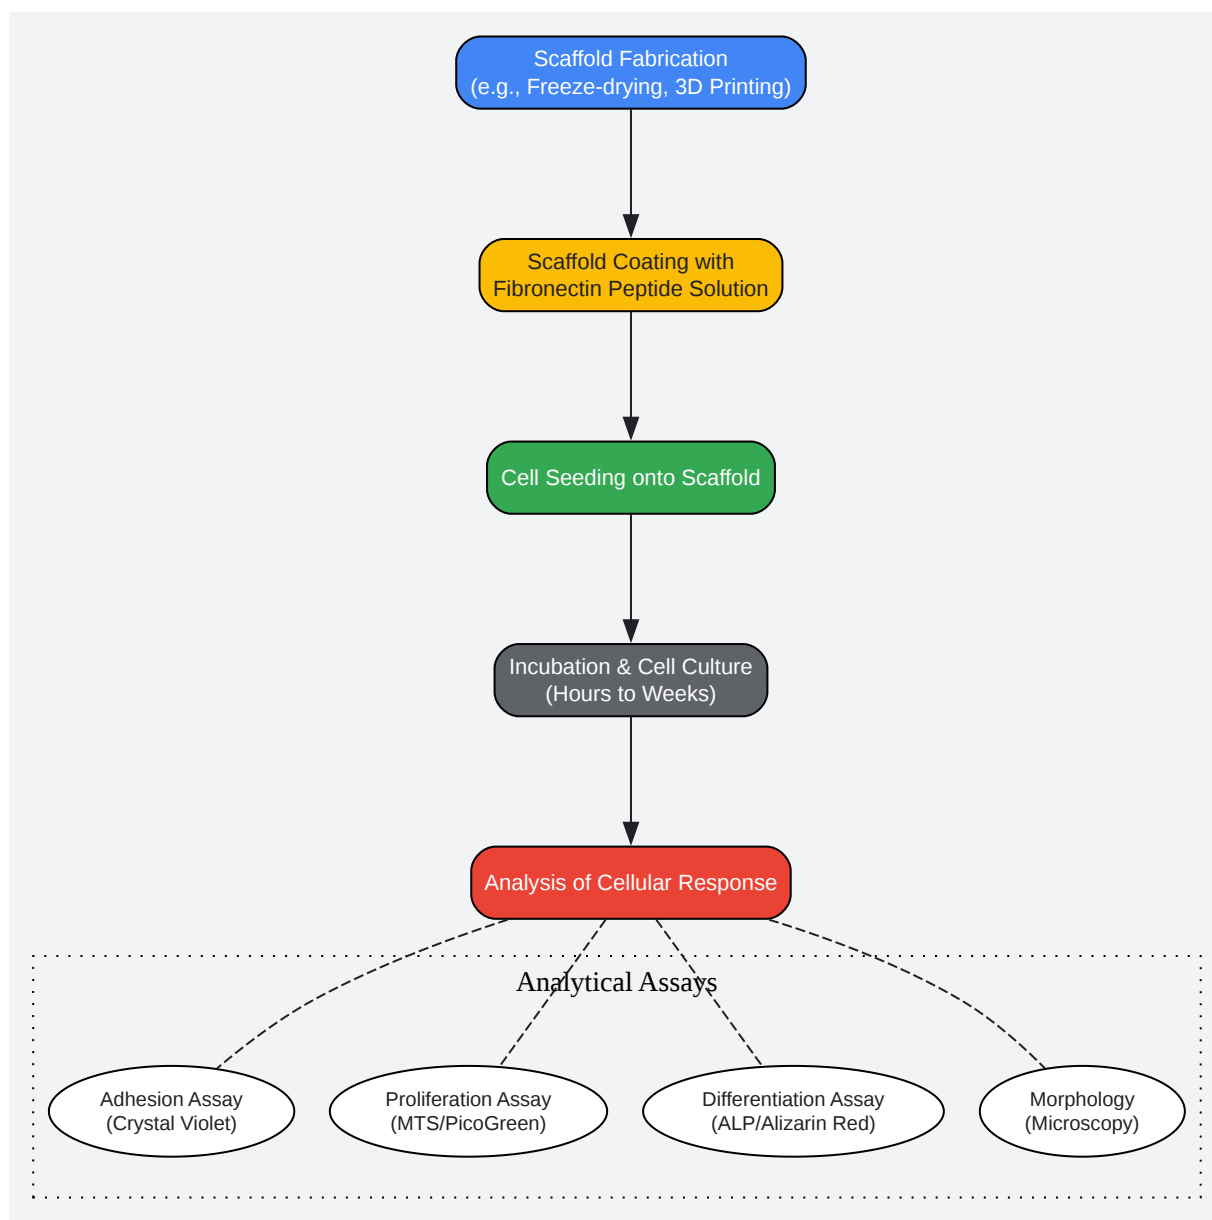 Scaffold Fabrication
(e.g., Freeze-drying, 3D Printing)
Scaffold Coating with
Fibronectin Peptide Solution
Cell Seeding onto Scaffold
Incubation & Cell Culture
(Hours to Weeks)
Analysis of Cellular Response
Analytical Assays
Adhesion Assay
(Crystal Violet)
Proliferation Assay
(MTS/PicoGreen)
Differentiation Assay
(ALP/Alizarin Red)
Morphology
(Microscopy)